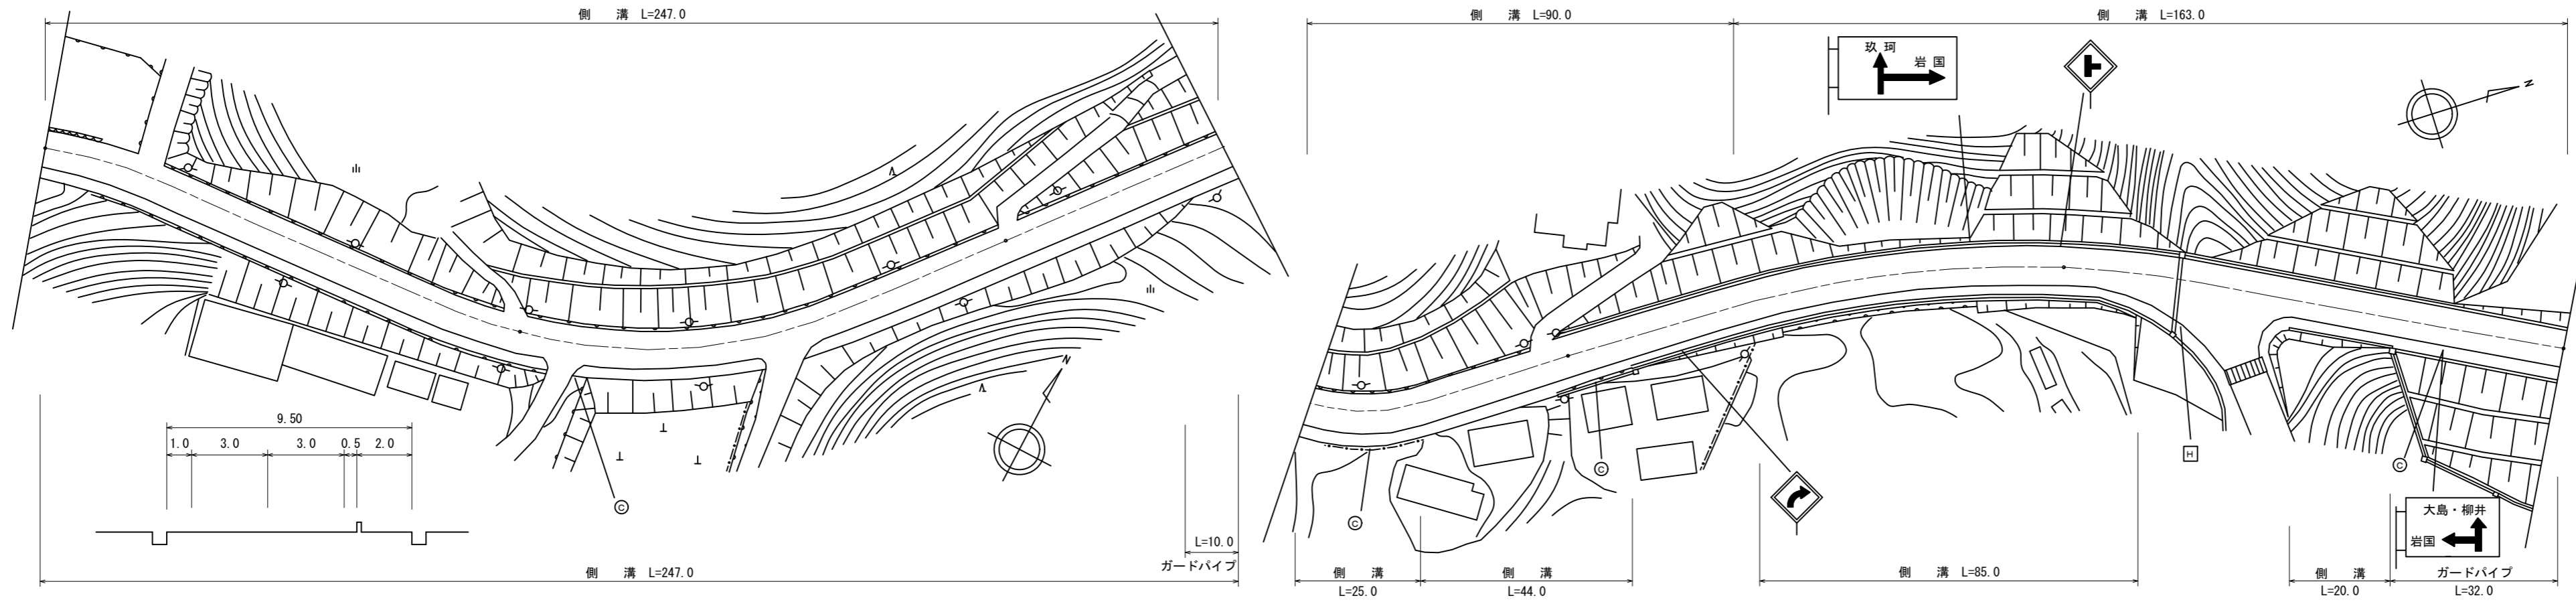 側 溝 L=247.0
側 溝 L=90.0
側 溝 L=163.0
玖 珂
岩 国
N
N
9.50
1.0 3.0 3.0 0.5 2.0
C
L=10.0
ガードパイプ
側 溝 L=247.0
C
C
H
C
大島・柳井
岩国
側 溝
L=25.0
側 溝
L=44.0
側 溝 L=85.0
側 溝
L=20.0
ガードパイプ
L=32.0